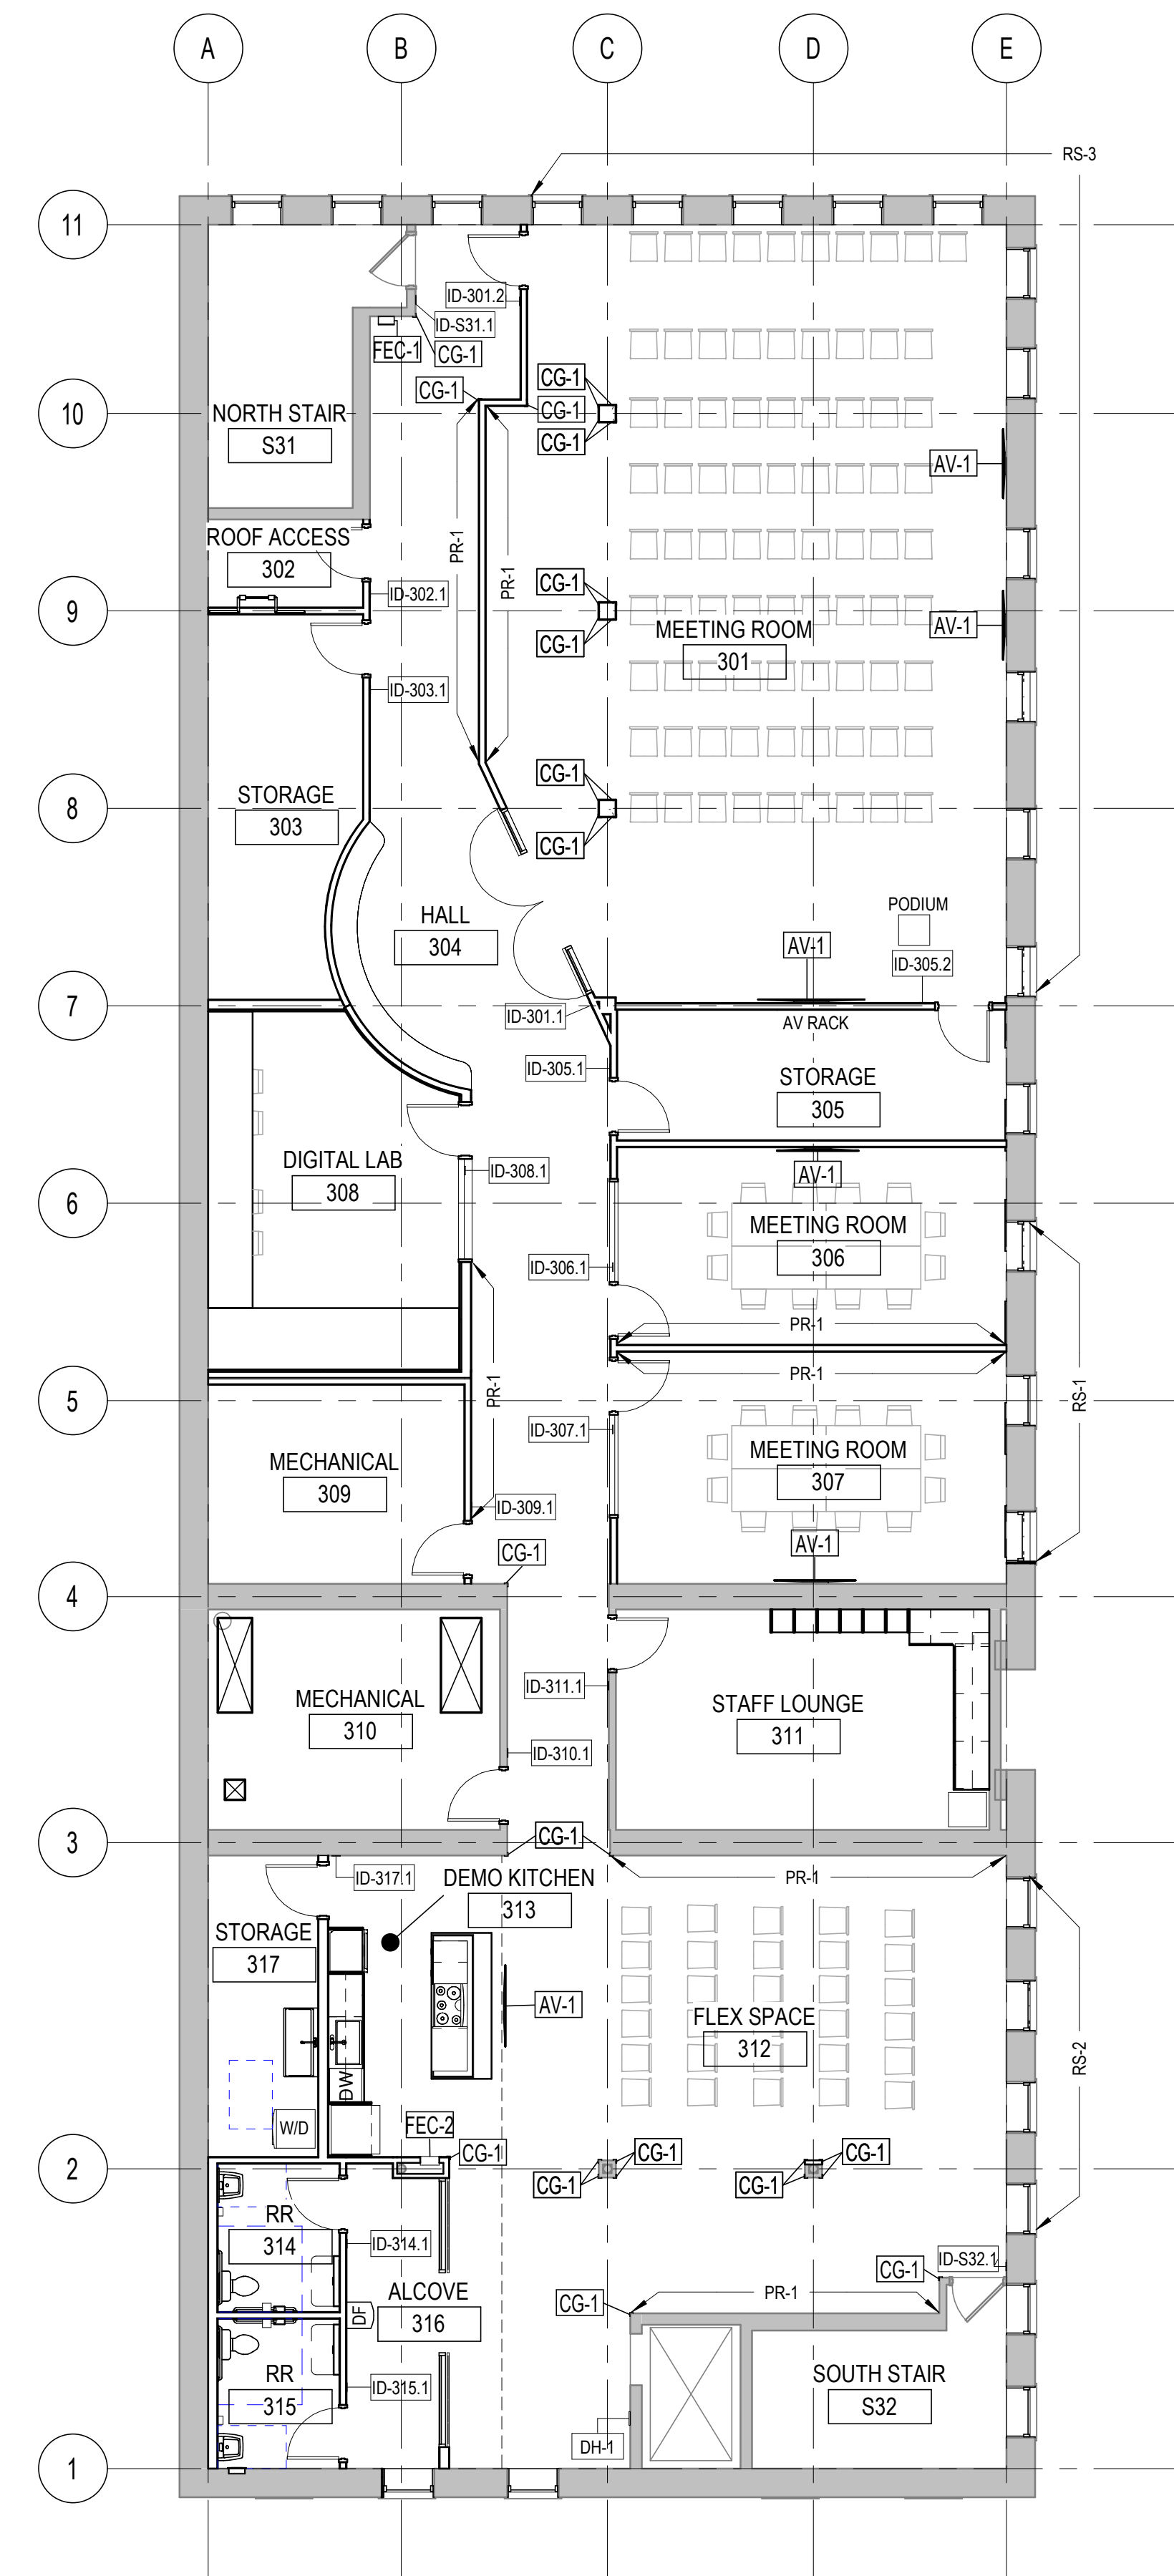 A B C D E
RS-3
11
ID-301.2
ID-S31.1
FEC-1
CG-1
CG-1
CG-1
CG-1
CG-1
10
NORTH STAIR
S31
AV-1
PR-1
PR-1
ROOF ACCESS
302
ID-302.1
9
CG-1
CG-1
AV-1
MEETING ROOM
301
ID-303.1
8
CG-1
CG-1
STORAGE
303
HALL
304
PODIUM
AV-1
ID-305.2
7
ID-301.1
AV RACK
ID-305.1
STORAGE
305
DIGITAL LAB
308
ID-308.1
AV-1
6
MEETING ROOM
306
ID-306.1
PR-1
PR-1
PR-1
RS-1
5
ID-307.1
MEETING ROOM
307
MECHANICAL
309
ID-309.1
AV-1
CG-1
4
ID-311.1
MECHANICAL
310
STAFF LOUNGE
311
ID-310.1
3
CG-1
ID-317.1
DEMO KITCHEN
313
PR-1
STORAGE
317
AV-1
FLEX SPACE
312
RS-2
DW
W/D
FEC-2
2
CG-1
CG-1
CG-1
CG-1
CG-1
RR
314
ID-314.1
ID-S32.1
CG-1
PR-1
CG-1
DF
ALCOVE
316
RR
315
ID-315.1
SOUTH STAIR
S32
DH-1
1